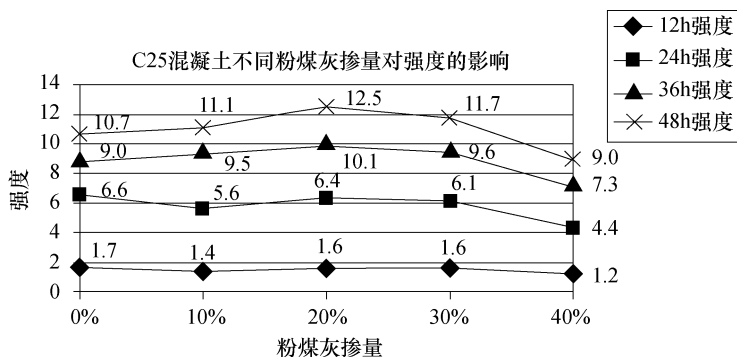 12h强度
24h强度
36h强度
48h强度
C25混凝土不同粉煤灰掺量对强度的影响
14
12
10
8
6
4
2
0
强度
10.7 11.1 12.5 11.7 9.0
9.0 9.5 10.1 9.6 7.3
6.6 5.6 6.4 6.1 4.4
1.7 1.4 1.6 1.6 1.2
0% 10% 20% 30% 40%
粉煤灰掺量